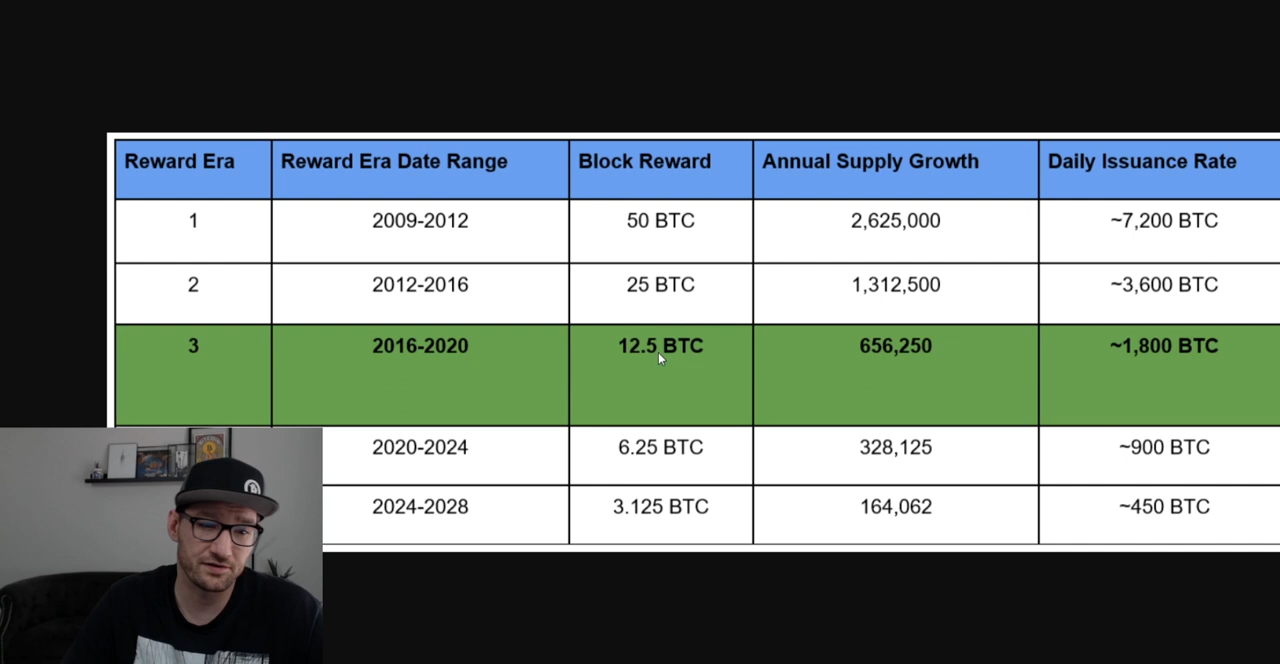 Reward Era Reward Era Date Range Block Reward Annual Supply Growth Daily Issuance Rate
1 2009-2012 50 BTC 2,625,000 ~7,200 BTC
2 2012-2016 25 BTC 1,312,500 ~3,600 BTC
3 2016-2020 12.5 BTC 656,250 ~1,800 BTC
2020-2024 6.25 BTC 328,125 ~900 BTC
2024-2028 3.125 BTC 164,062 ~450 BTC